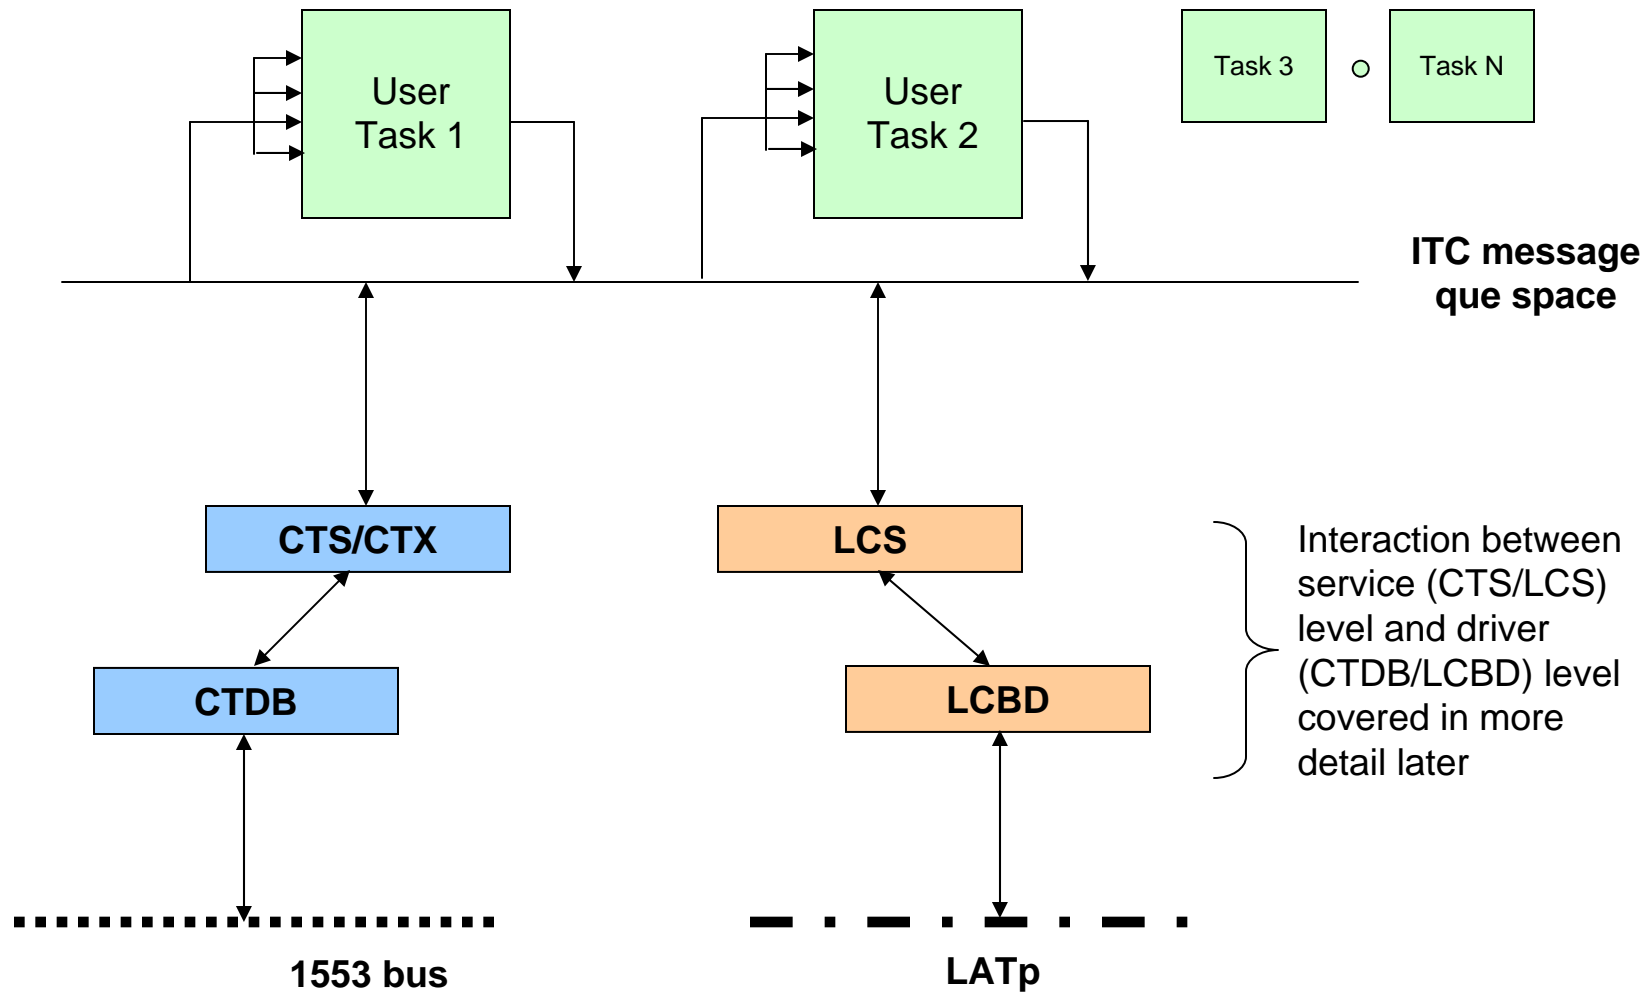 User
Task 1
User
Task 2
Task 3
Task N
ITC message
que space
CTS/CTX
LCS
Interaction between
service (CTS/LCS)
level and driver
(CTDB/LCBD) level
covered in more
detail later
CTDB
LCBD
1553 bus
LATp